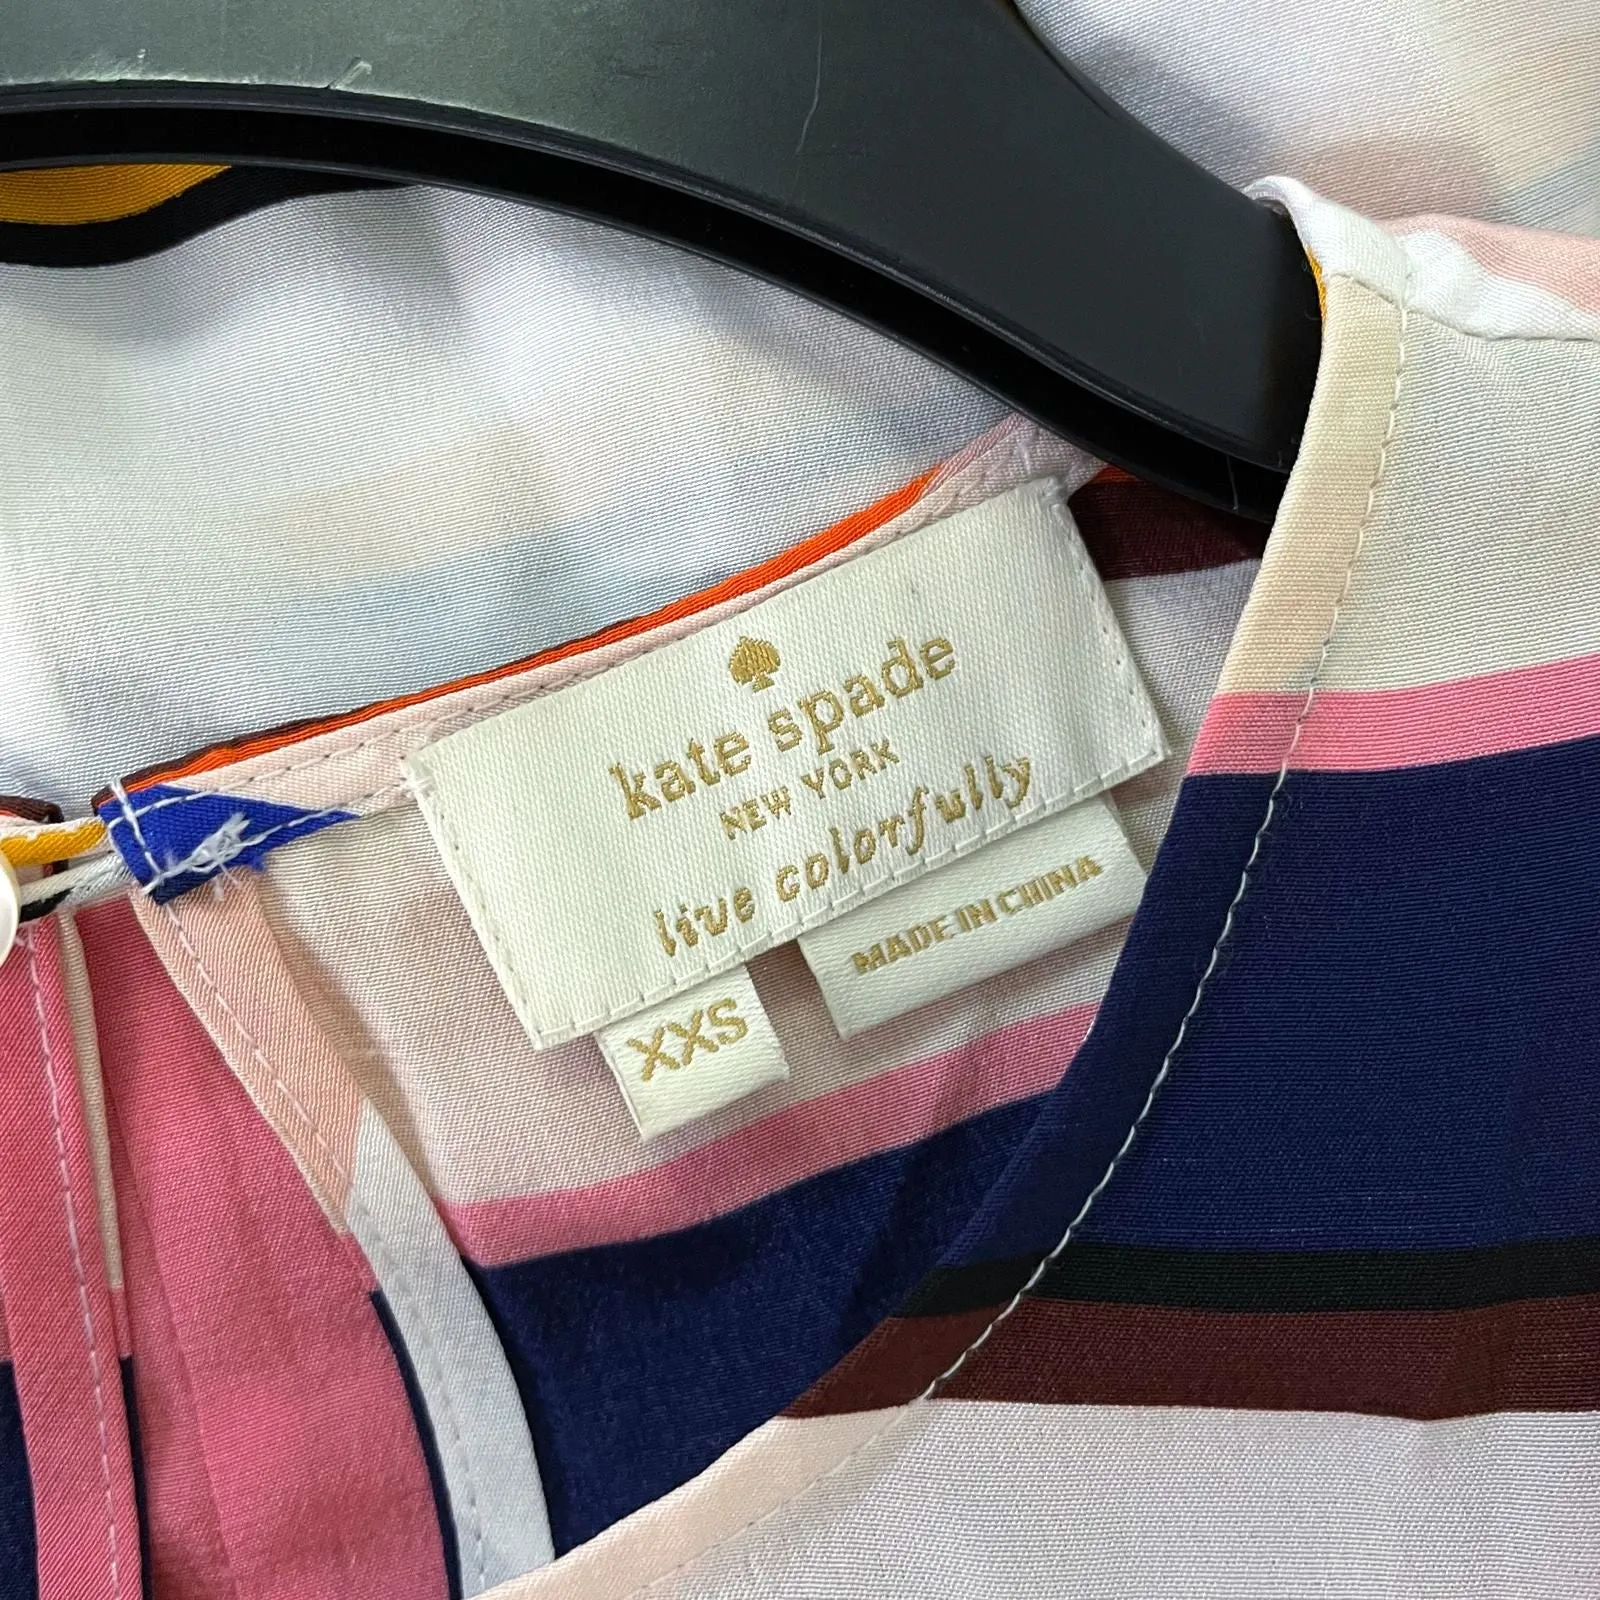 kate spade
NEW YORK
live colorfully
MADE IN CHINA
XXS